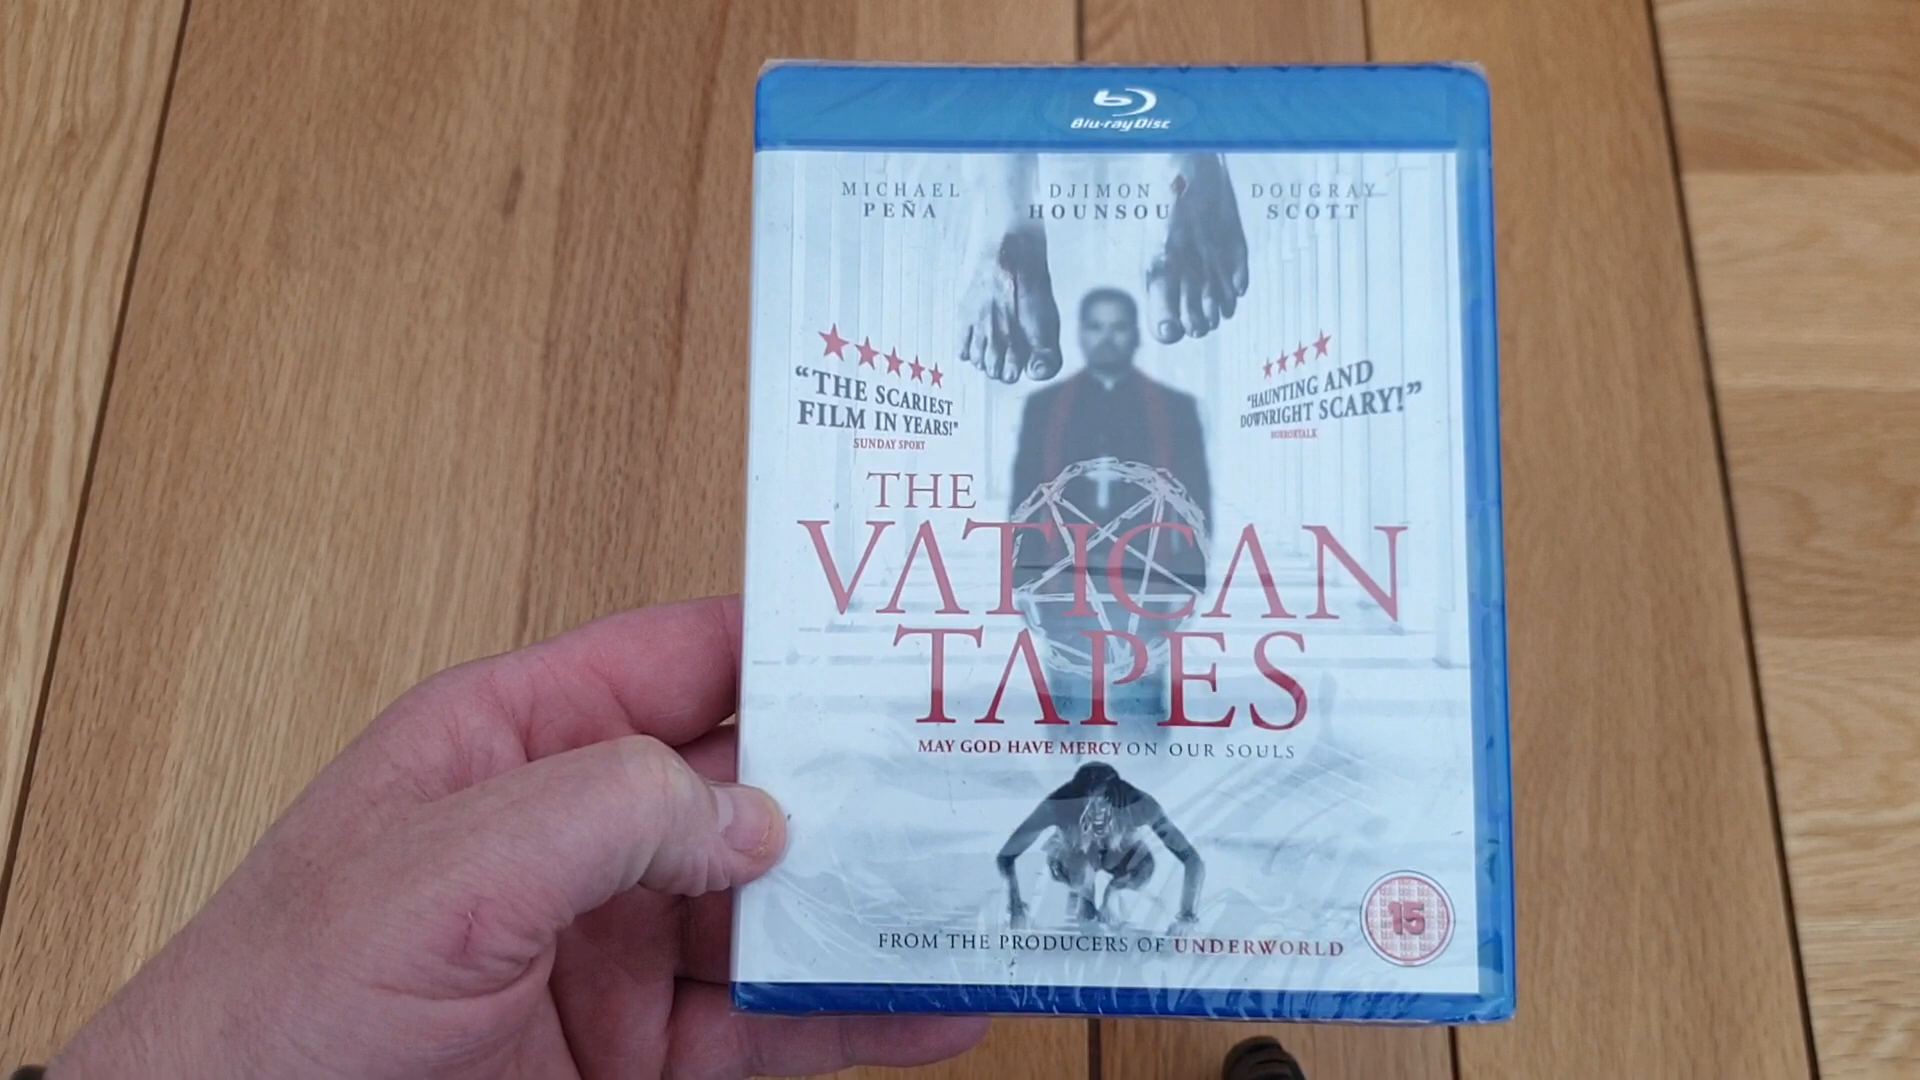 Blu-ray Disc
MICHAEL
PEÑA
DJIMON
HOUNSOU
DOUGRAY
SCOTT
“THE SCARIEST
FILM IN YEARS!”
SUNDAY SPORT
“HAUNTING AND
DOWNRIGHT SCARY!”
HORRORTALK
THE
VATICAN
TAPES
MAY GOD HAVE MERCY ON OUR SOULS
FROM THE PRODUCERS OF UNDERWORLD
15